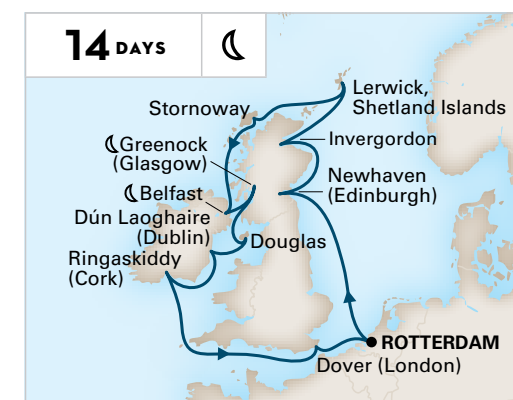 14 DAYS
Lerwick,
Shetland Islands
Stornoway
Invergordon
Greenock
(Glasgow)
Newhaven
(Edinburgh)
Belfast
Dún Laoghaire
(Dublin)
Douglas
Ringaskiddy
(Cork)
ROTTERDAM
Dover (London)